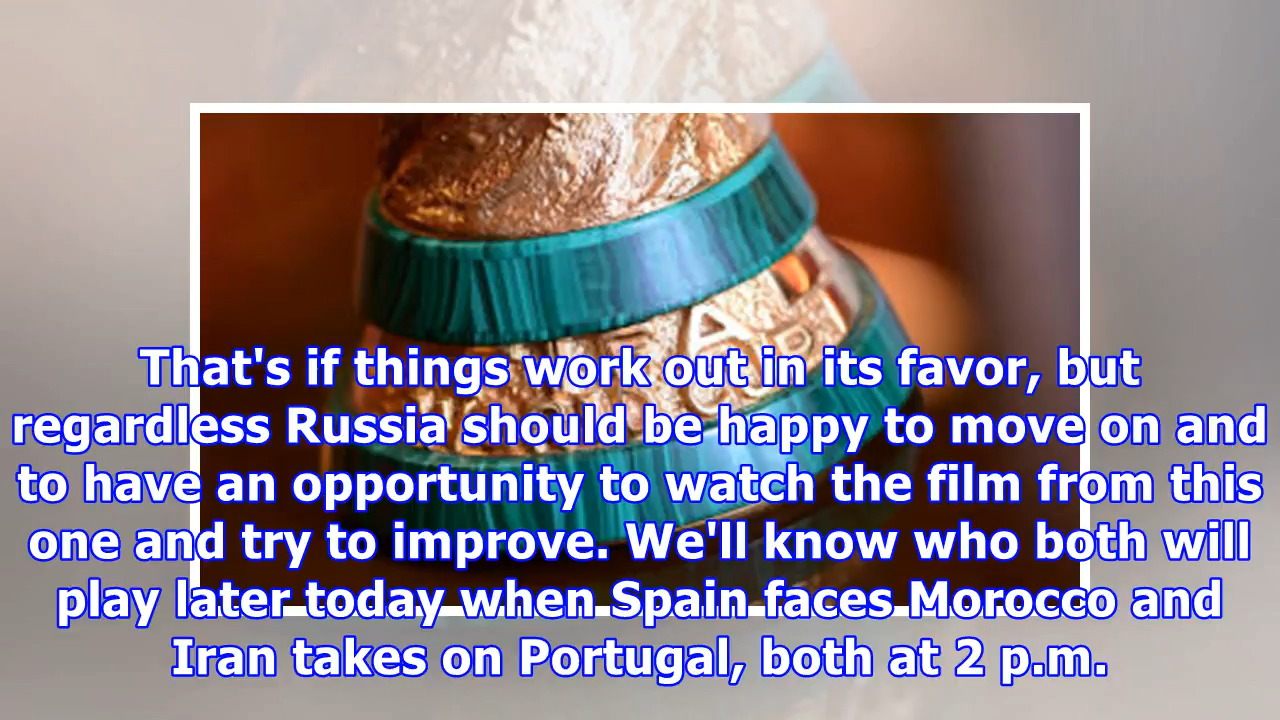 That's if things work out in its favor, but
regardless Russia should be happy to move on and
to have an opportunity to watch the film from this
one and try to improve. We'll know who both will
play later today when Spain faces Morocco and
Iran takes on Portugal, both at 2 p.m.